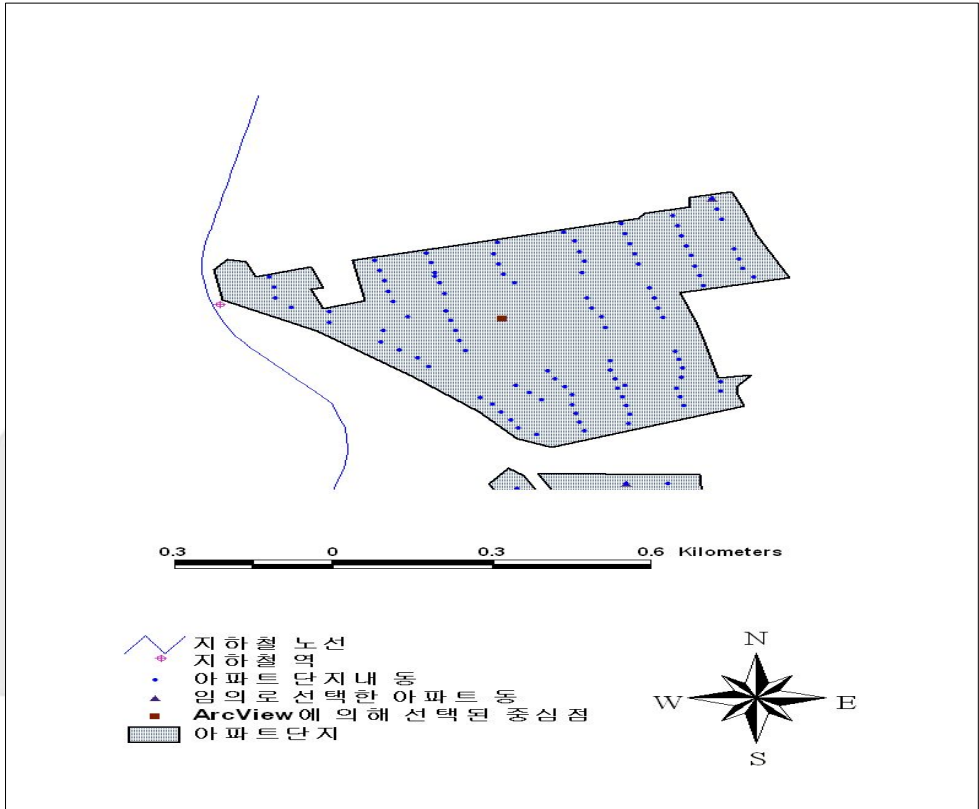 0.3 0 0.3 0.6 Kilometers
지하철 노선
지하철 역
아파트 단지내 동
임의로 선택한 아파트 동
ArcView에 의해 선택된 중심점
아파트단지
N
W E
S